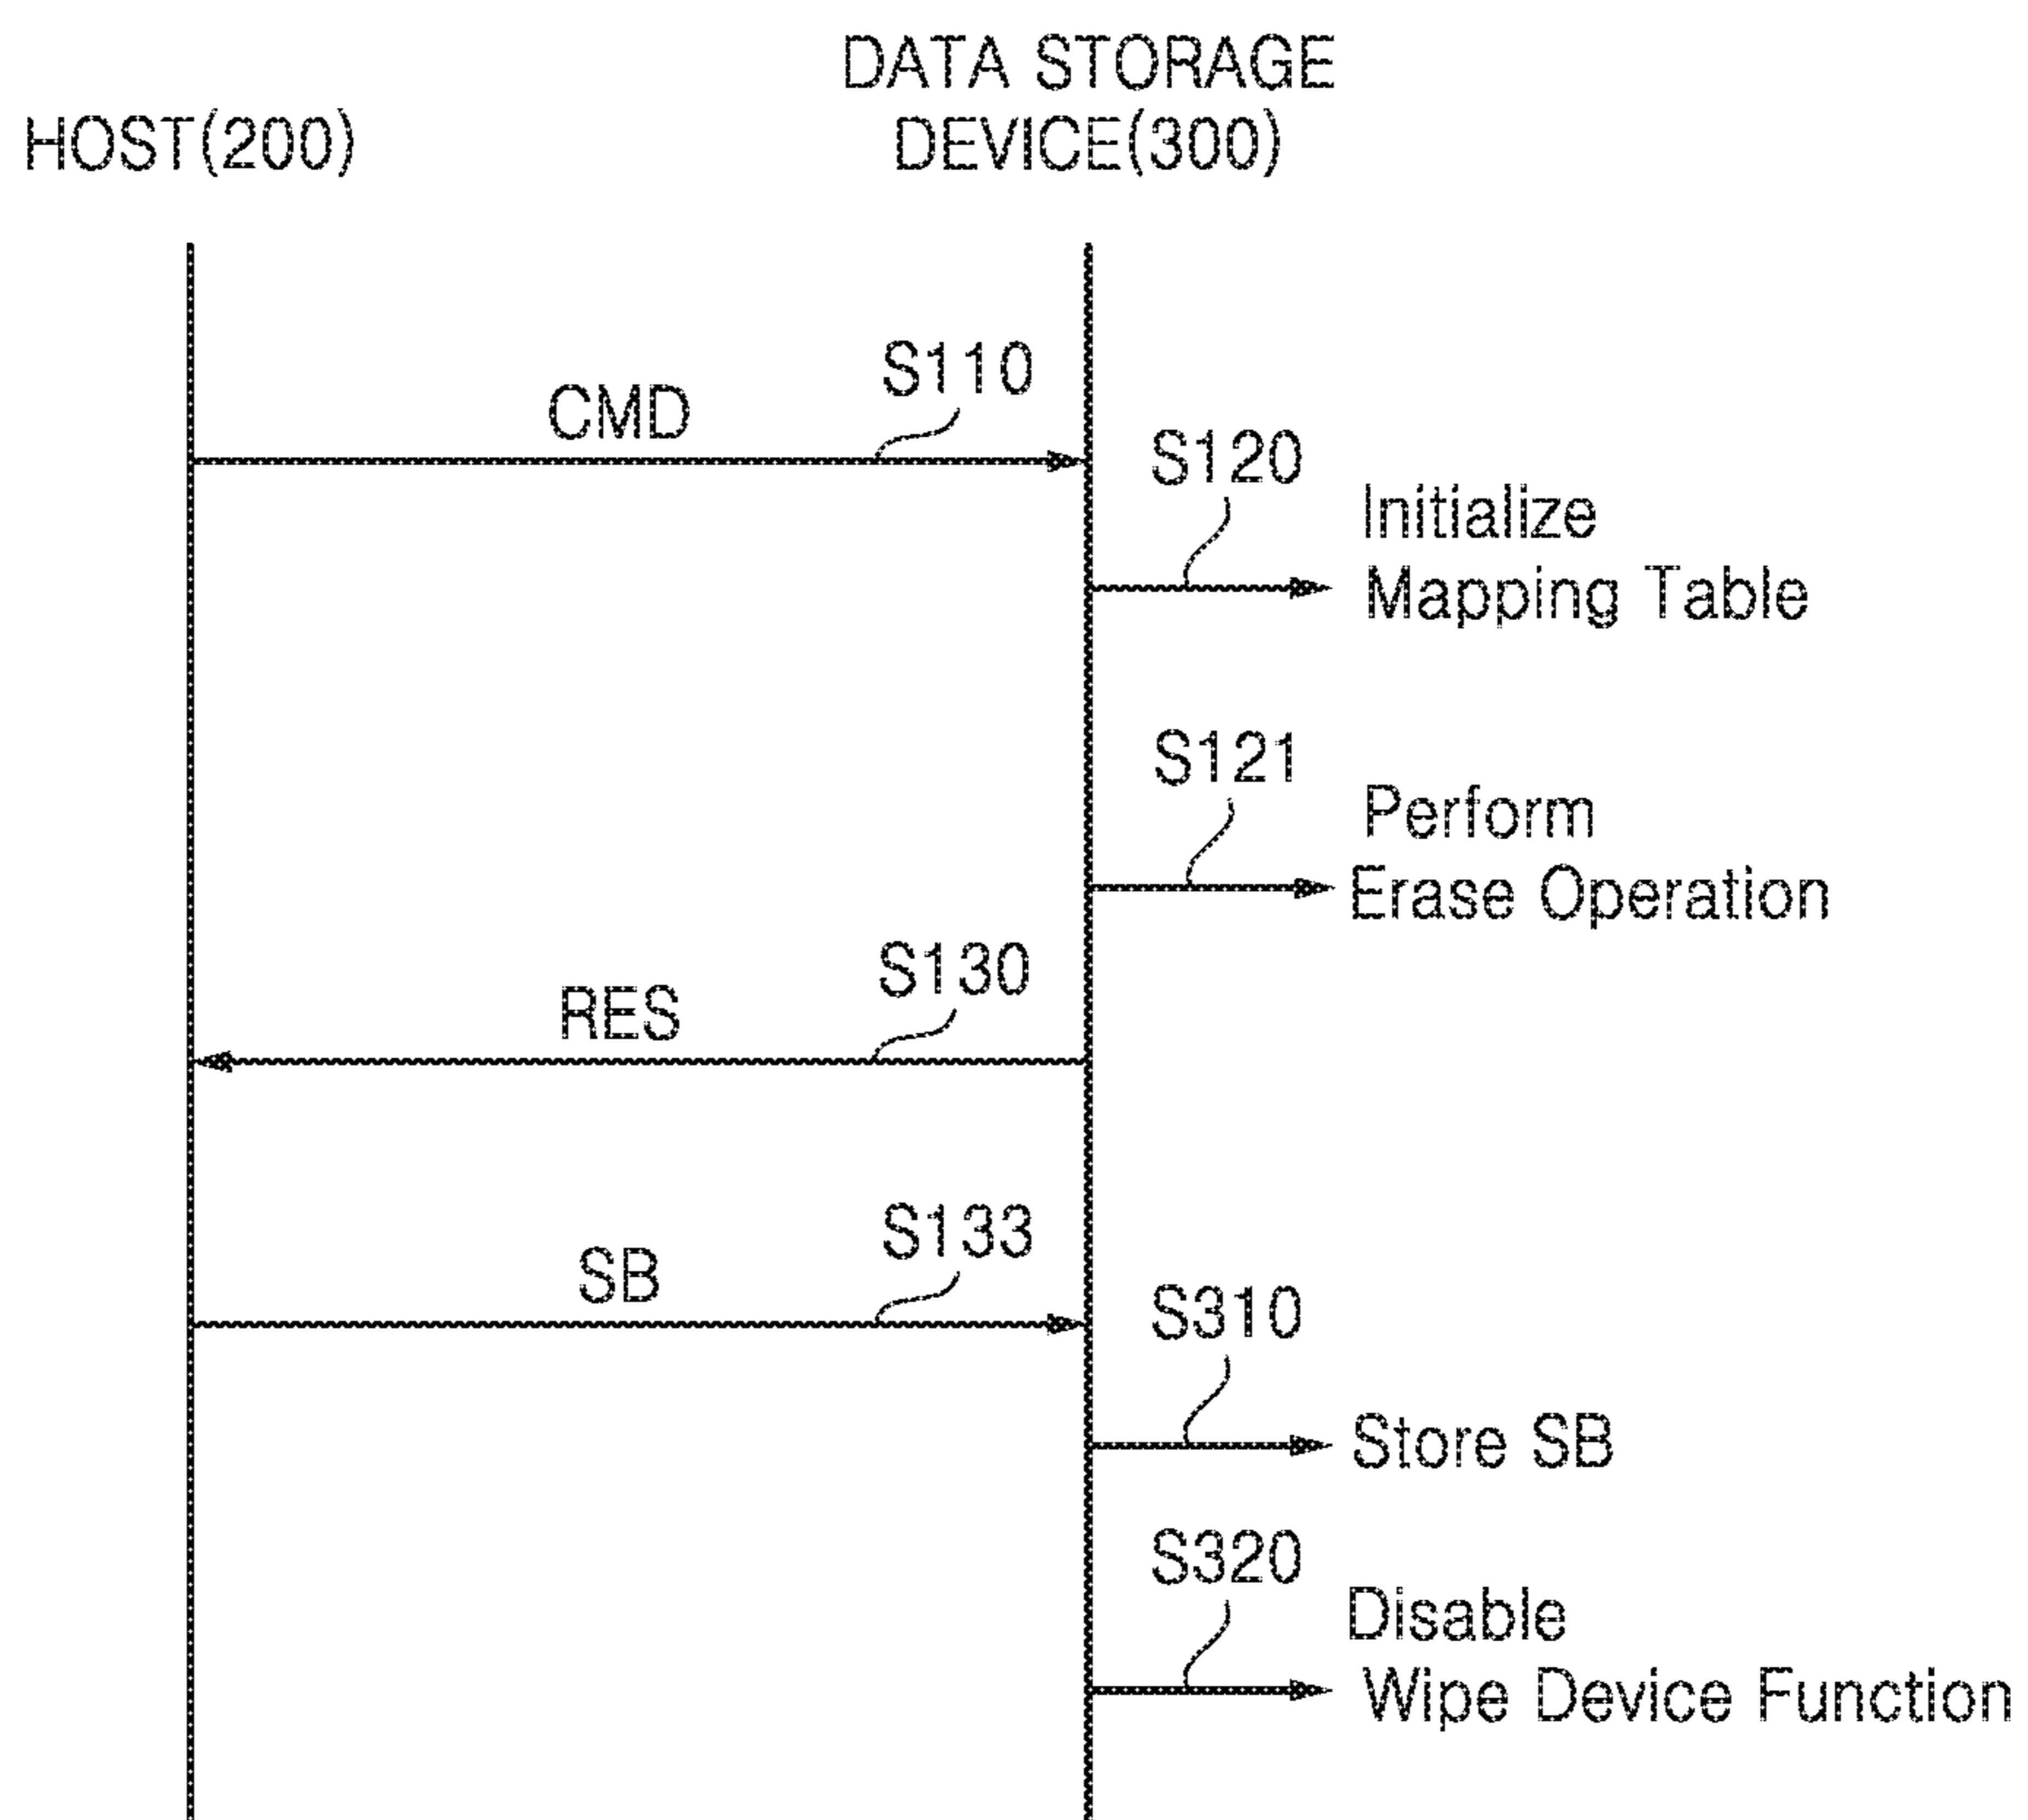 DATA STORAGE
HOST(200)
DEVICE(300)
S110
CMD
S120
Initialize
Mapping Table
S121
Perform
Erase Operation
S130
RES
S133
SB
S310
Store SB
S320
Disable
Wipe Device Function